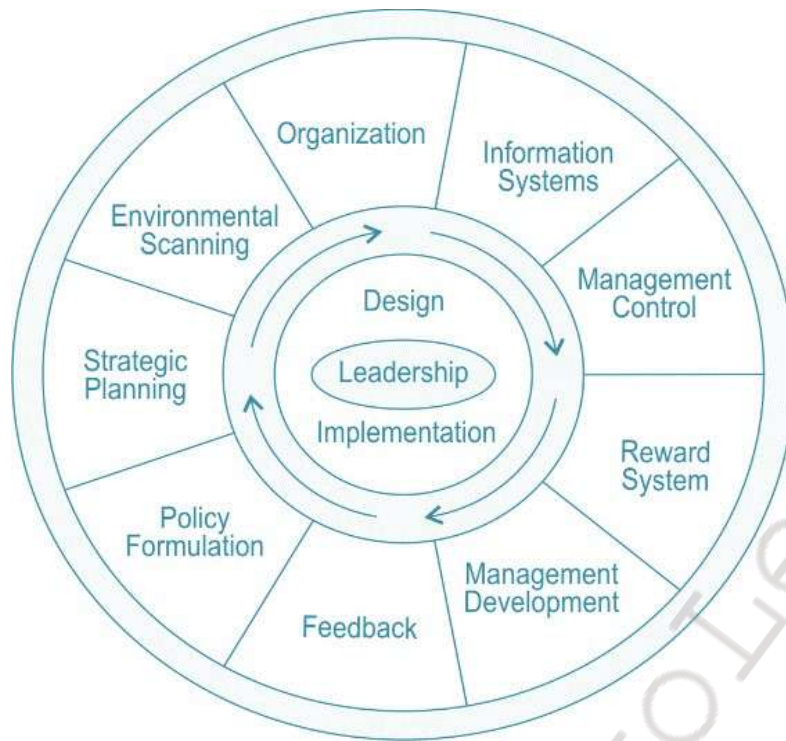 Organization
Information
Systems
Environmental
Scanning
Management
Control
Design
Strategic
Planning
Leadership
Implementation
Reward
System
Policy
Formulation
Management
Development
Feedback